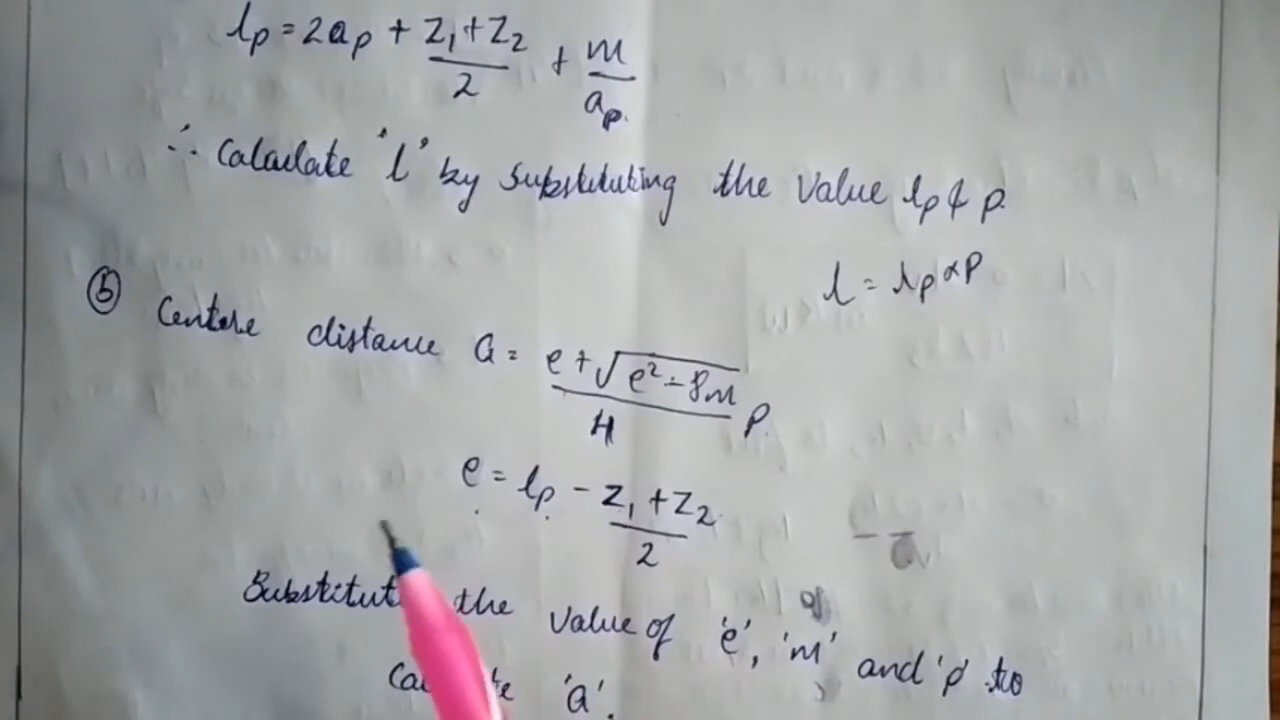 lp = 2ap + (z1+z2)/2 + m/ap.
∴ Calculate 'l' by Substituting the Value lp & p.
l = lp × p
⑤ Centre distance a = (e + √(e² - 8m))/4 p.
e = lp - (z1 + z2)/2
Substitute the value of 'e', 'm' and 'p' to
'a'.